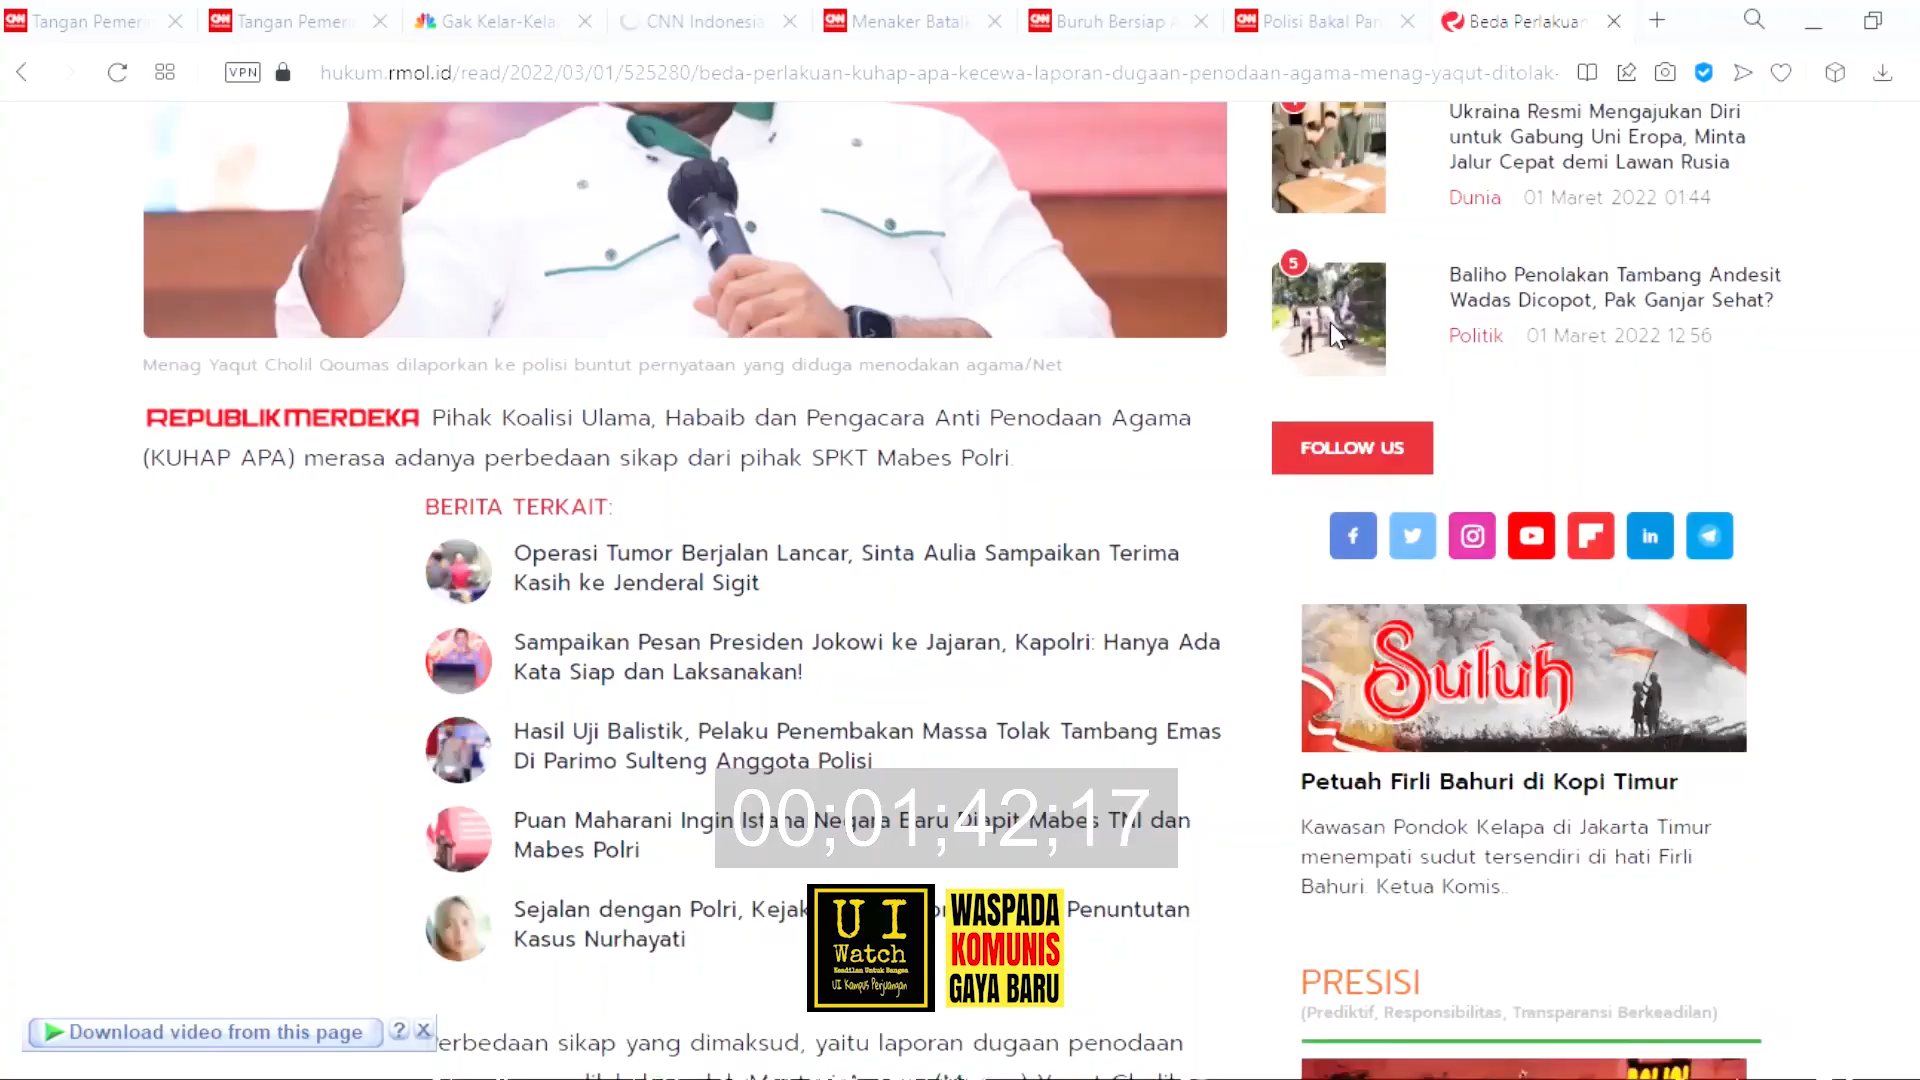 Tangan Pemer
Tangan Pemer
Gak Kelar-Kela
CNN Indonesia
Menaker Batal
Buruh Bersiap
Polisi Bakal Pan
Beda Perlakuan
VPN
hukum.rmol.id/read/2022/03/01/525280/beda-perlakuan-kuhap-apa-kecewa-laporan-dugaan-penodaan-agama-menag-yaqut-ditolak-
Ukraina Resmi Mengajukan Diri
untuk Gabung Uni Eropa, Minta
Jalur Cepat demi Lawan Rusia
Dunia 01 Maret 2022 01:44
5
Baliho Penolakan Tambang Andesit
Wadas Dicopot, Pak Ganjar Sehat?
Politik 01 Maret 2022 12:56
Menag Yaqut Cholil Qoumas dilaporkan ke polisi buntut pernyataan yang diduga menodakan agama/Net
REPUBLIKMERDEKA Pihak Koalisi Ulama, Habaib dan Pengacara Anti Penodaan Agama
(KUHAP APA) merasa adanya perbedaan sikap dari pihak SPKT Mabes Polri.
BERITA TERKAIT:
Operasi Tumor Berjalan Lancar, Sinta Aulia Sampaikan Terima
Kasih ke Jenderal Sigit
Sampaikan Pesan Presiden Jokowi ke Jajaran, Kapolri: Hanya Ada
Kata Siap dan Laksanakan!
Hasil Uji Balistik, Pelaku Penembakan Massa Tolak Tambang Emas
Di Parimo Sulteng Anggota Polisi
Puan Maharani Ingin Istana Negara Baru Diapit Mabes TNI dan
Mabes Polri
00;01;42;17
Sejalan dengan Polri, Penuntutan
Kasus Nurhayati
UI
Watch
Keadilan Untuk Bangsa
UI Kampus Perjuangan
WASPADA
KOMUNIS
GAYA BARU
FOLLOW US
Suluh
Petuah Firli Bahuri di Kopi Timur
Kawasan Pondok Kelapa di Jakarta Timur
menempati sudut tersendiri di hati Firli
Bahuri. Ketua Komis..
PRESISI
(Prediktif, Responsibilitas, Transparansi Berkeadilan)
Download video from this page ? X
erbedaan sikap yang dimaksud, yaitu laporan dugaan penodaan